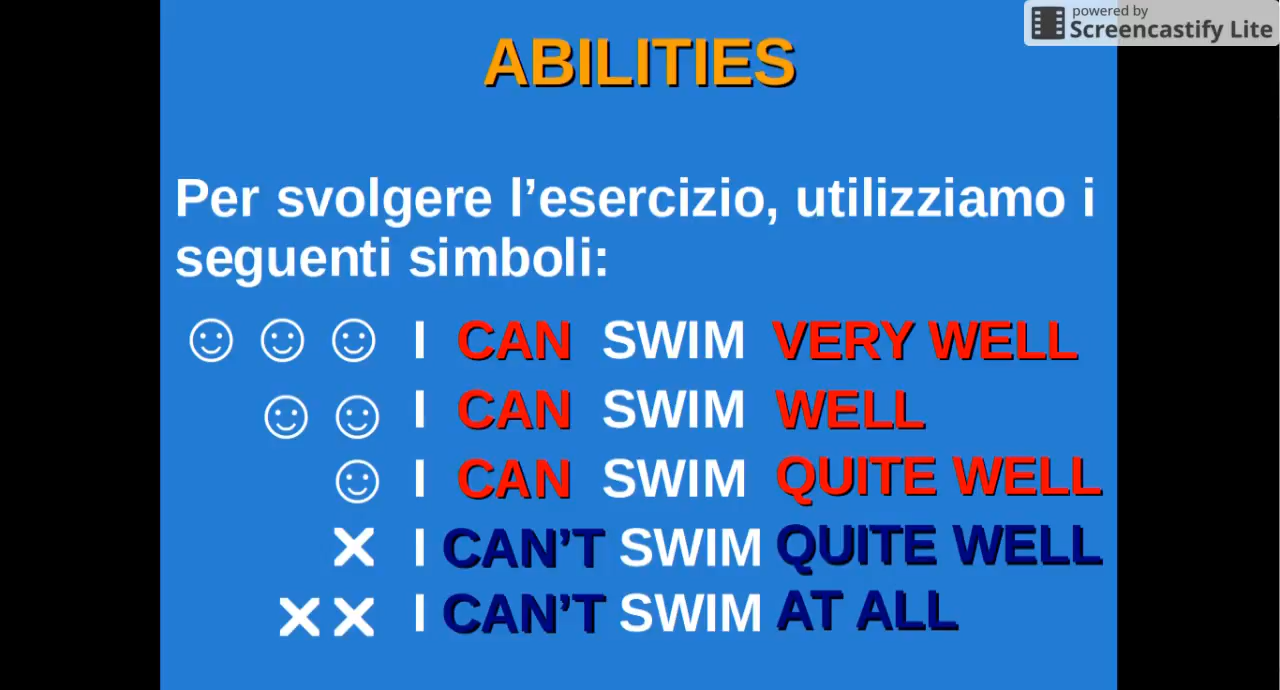 powered by
Screencastify Lite
ABILITIES
Per svolgere l’esercizio, utilizziamo i
seguenti simboli:
I CAN SWIM VERY WELL
I CAN SWIM WELL
I CAN SWIM QUITE WELL
I CAN’T SWIM QUITE WELL
I CAN’T SWIM AT ALL